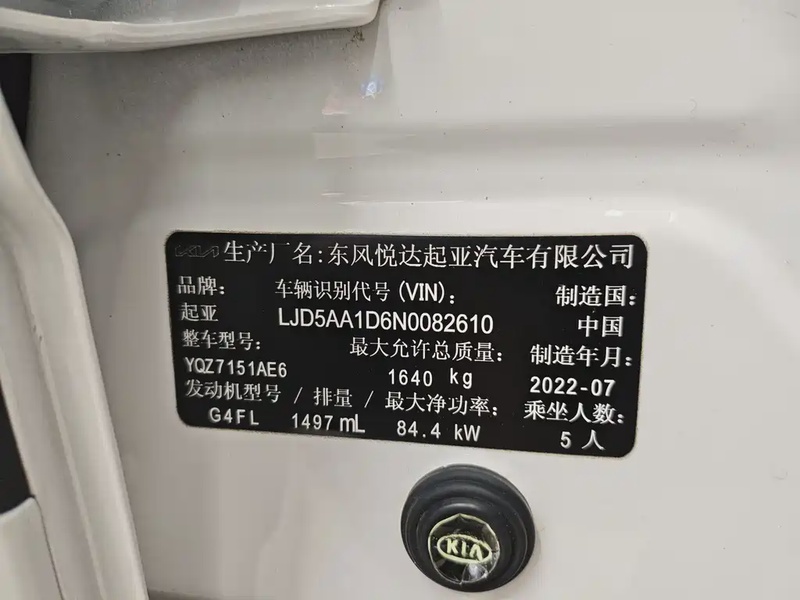 KIA 生产厂名:东风悦达起亚汽车有限公司
品牌: 车辆识别代号(VIN): 制造国:
起亚 LJD5AA1D6N0082610 中国
整车型号: 最大允许总质量: 制造年月:
YQZ7151AE6 1640 kg 2022-07
发动机型号 / 排量 / 最大净功率: 乘坐人数:
G4FL 1497 mL 84.4 kW 5 人
KIA